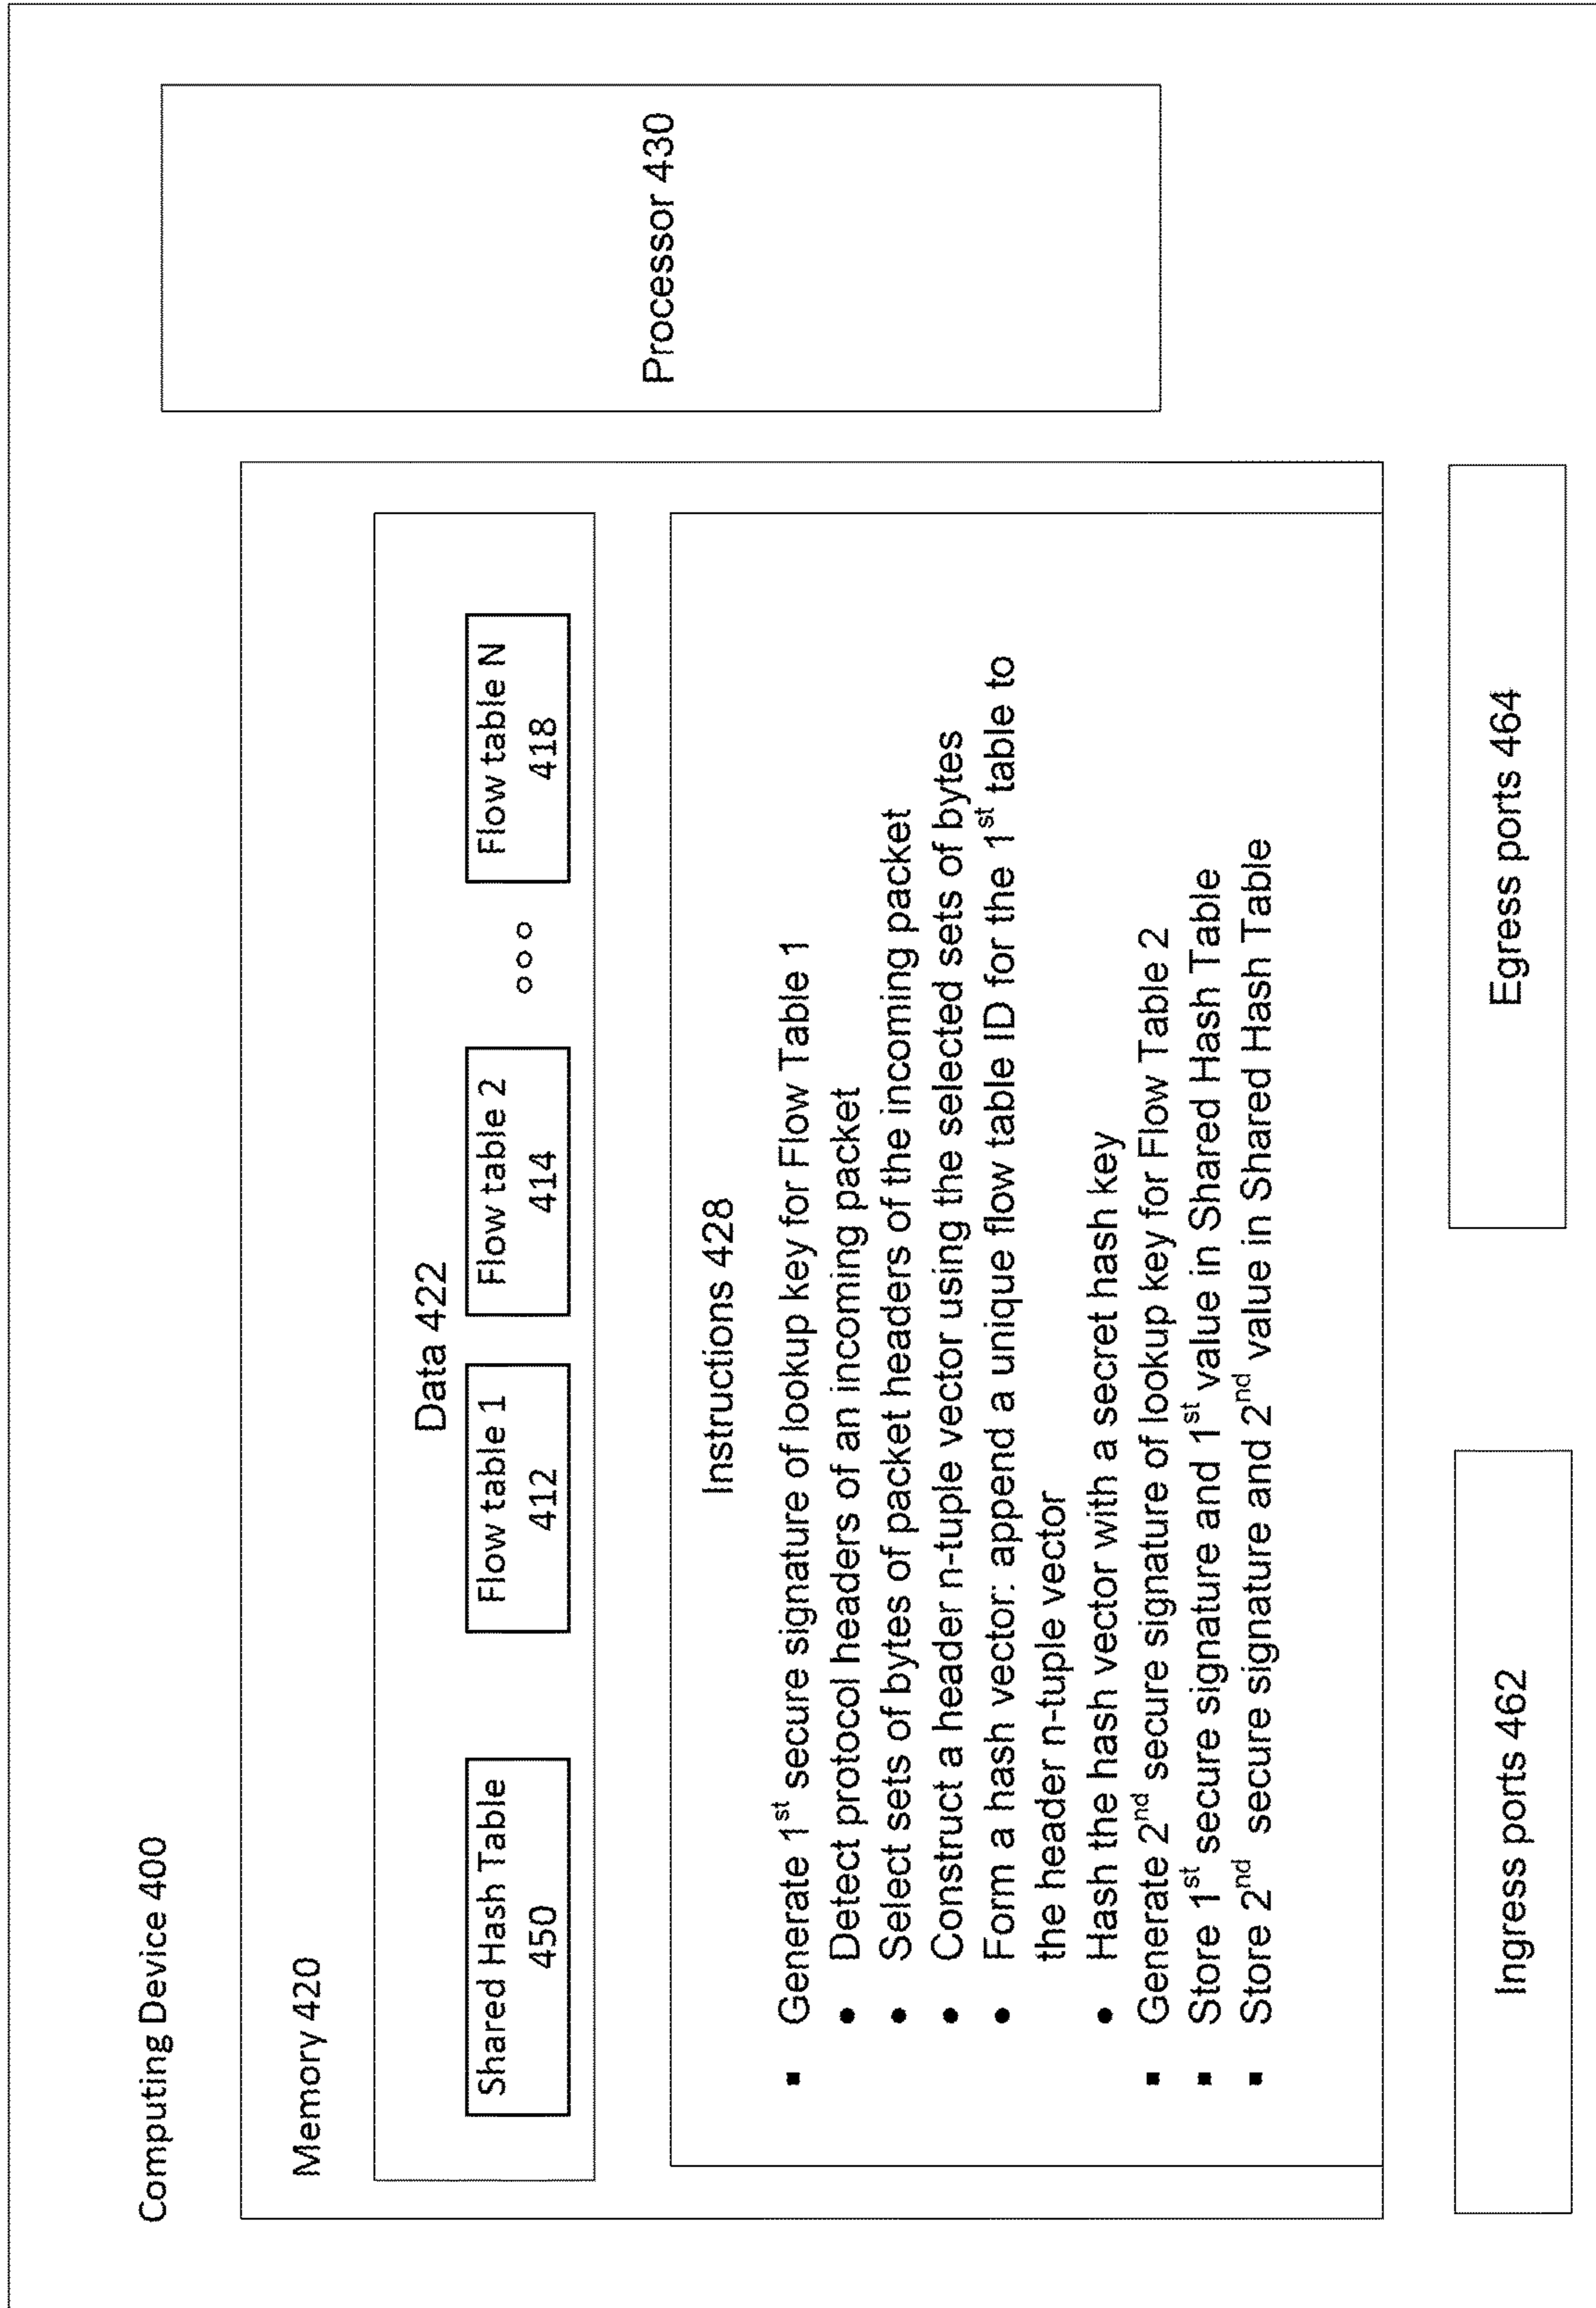 Computing Device 400
Memory 420
Data 422
Shared Hash Table
450
Flow table 1
412
Flow table 2
414
ooo
Flow table N
418
Instructions 428
▪ Generate 1st secure signature of lookup key for Flow Table 1
• Detect protocol headers of an incoming packet
• Select sets of bytes of packet headers of the incoming packet
• Construct a header n-tuple vector using the selected sets of bytes
• Form a hash vector: append a unique flow table ID for the 1st table to
the header n-tuple vector
• Hash the hash vector with a secret hash key
▪ Generate 2nd secure signature of lookup key for Flow Table 2
▪ Store 1st secure signature and 1st value in Shared Hash Table
▪ Store 2nd secure signature and 2nd value in Shared Hash Table
Processor 430
Ingress ports 462
Egress ports 464